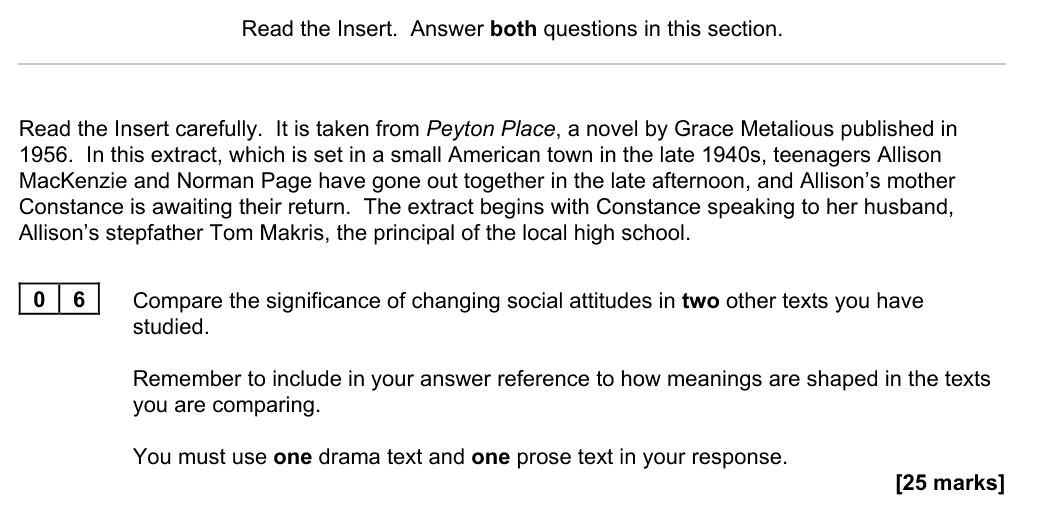 Read the Insert. Answer both questions in this section.
Read the Insert carefully. It is taken from Peyton Place, a novel by Grace Metalious published in
1956. In this extract, which is set in a small American town in the late 1940s, teenagers Allison
MacKenzie and Norman Page have gone out together in the late afternoon, and Allison's mother
Constance is awaiting their return. The extract begins with Constance speaking to her husband,
Allison's stepfather Tom Makris, the principal of the local high school.
0 6 Compare the significance of changing social attitudes in two other texts you have
studied.
Remember to include in your answer reference to how meanings are shaped in the texts
you are comparing.
You must use one drama text and one prose text in your response.
[25 marks]